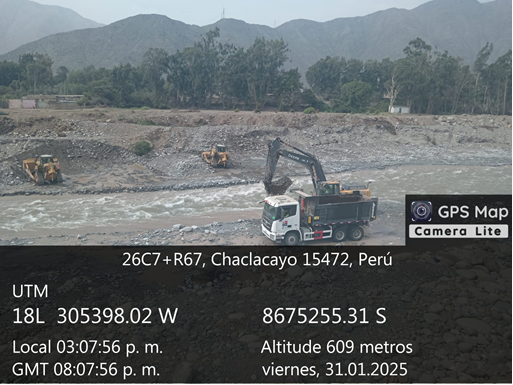 GPS Map
Camera Lite
26C7+R67, Chaclacayo 15472, Perú
UTM
18L 305398.02 W 8675255.31 S
Local 03:07:56 p. m. Altitude 609 metros
GMT 08:07:56 p. m. viernes, 31.01.2025